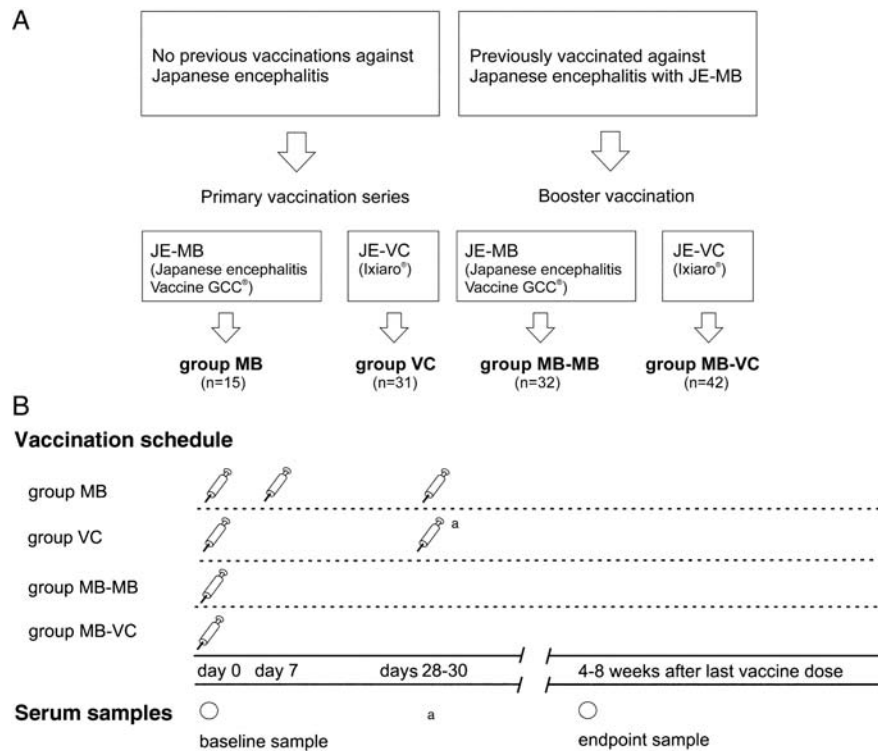 A
No previous vaccinations against
Japanese encephalitis
Previously vaccinated against
Japanese encephalitis with JE-MB
Primary vaccination series
Booster vaccination
JE-MB
(Japanese encephalitis
Vaccine GCC®)
JE-VC
(Ixiaro®)
JE-MB
(Japanese encephalitis
Vaccine GCC®)
JE-VC
(Ixiaro®)
group MB
(n=15)
group VC
(n=31)
group MB-MB
(n=32)
group MB-VC
(n=42)
B
Vaccination schedule
group MB
group VC
a
group MB-MB
group MB-VC
day 0
day 7
days 28-30
4-8 weeks after last vaccine dose
Serum samples
a
baseline sample
endpoint sample